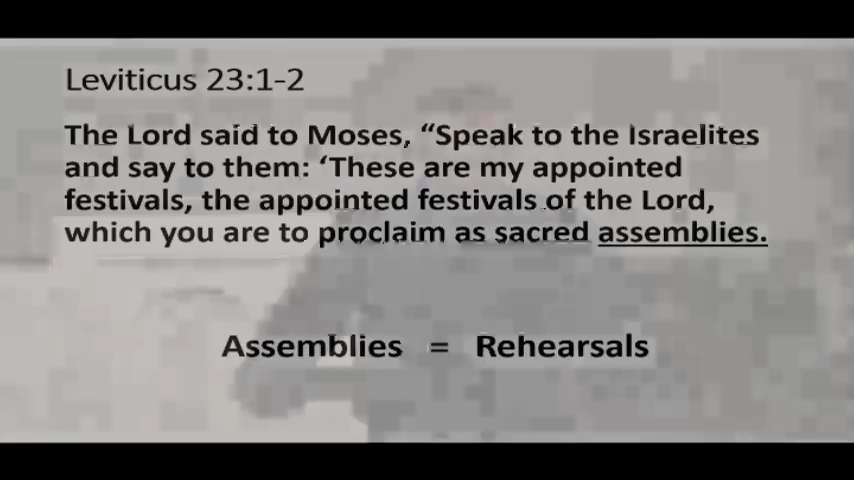 Leviticus 23:1-2
The Lord said to Moses, “Speak to the Israelites
and say to them: ‘These are my appointed
festivals, the appointed festivals of the Lord,
which you are to proclaim as sacred assemblies.
Assemblies = Rehearsals